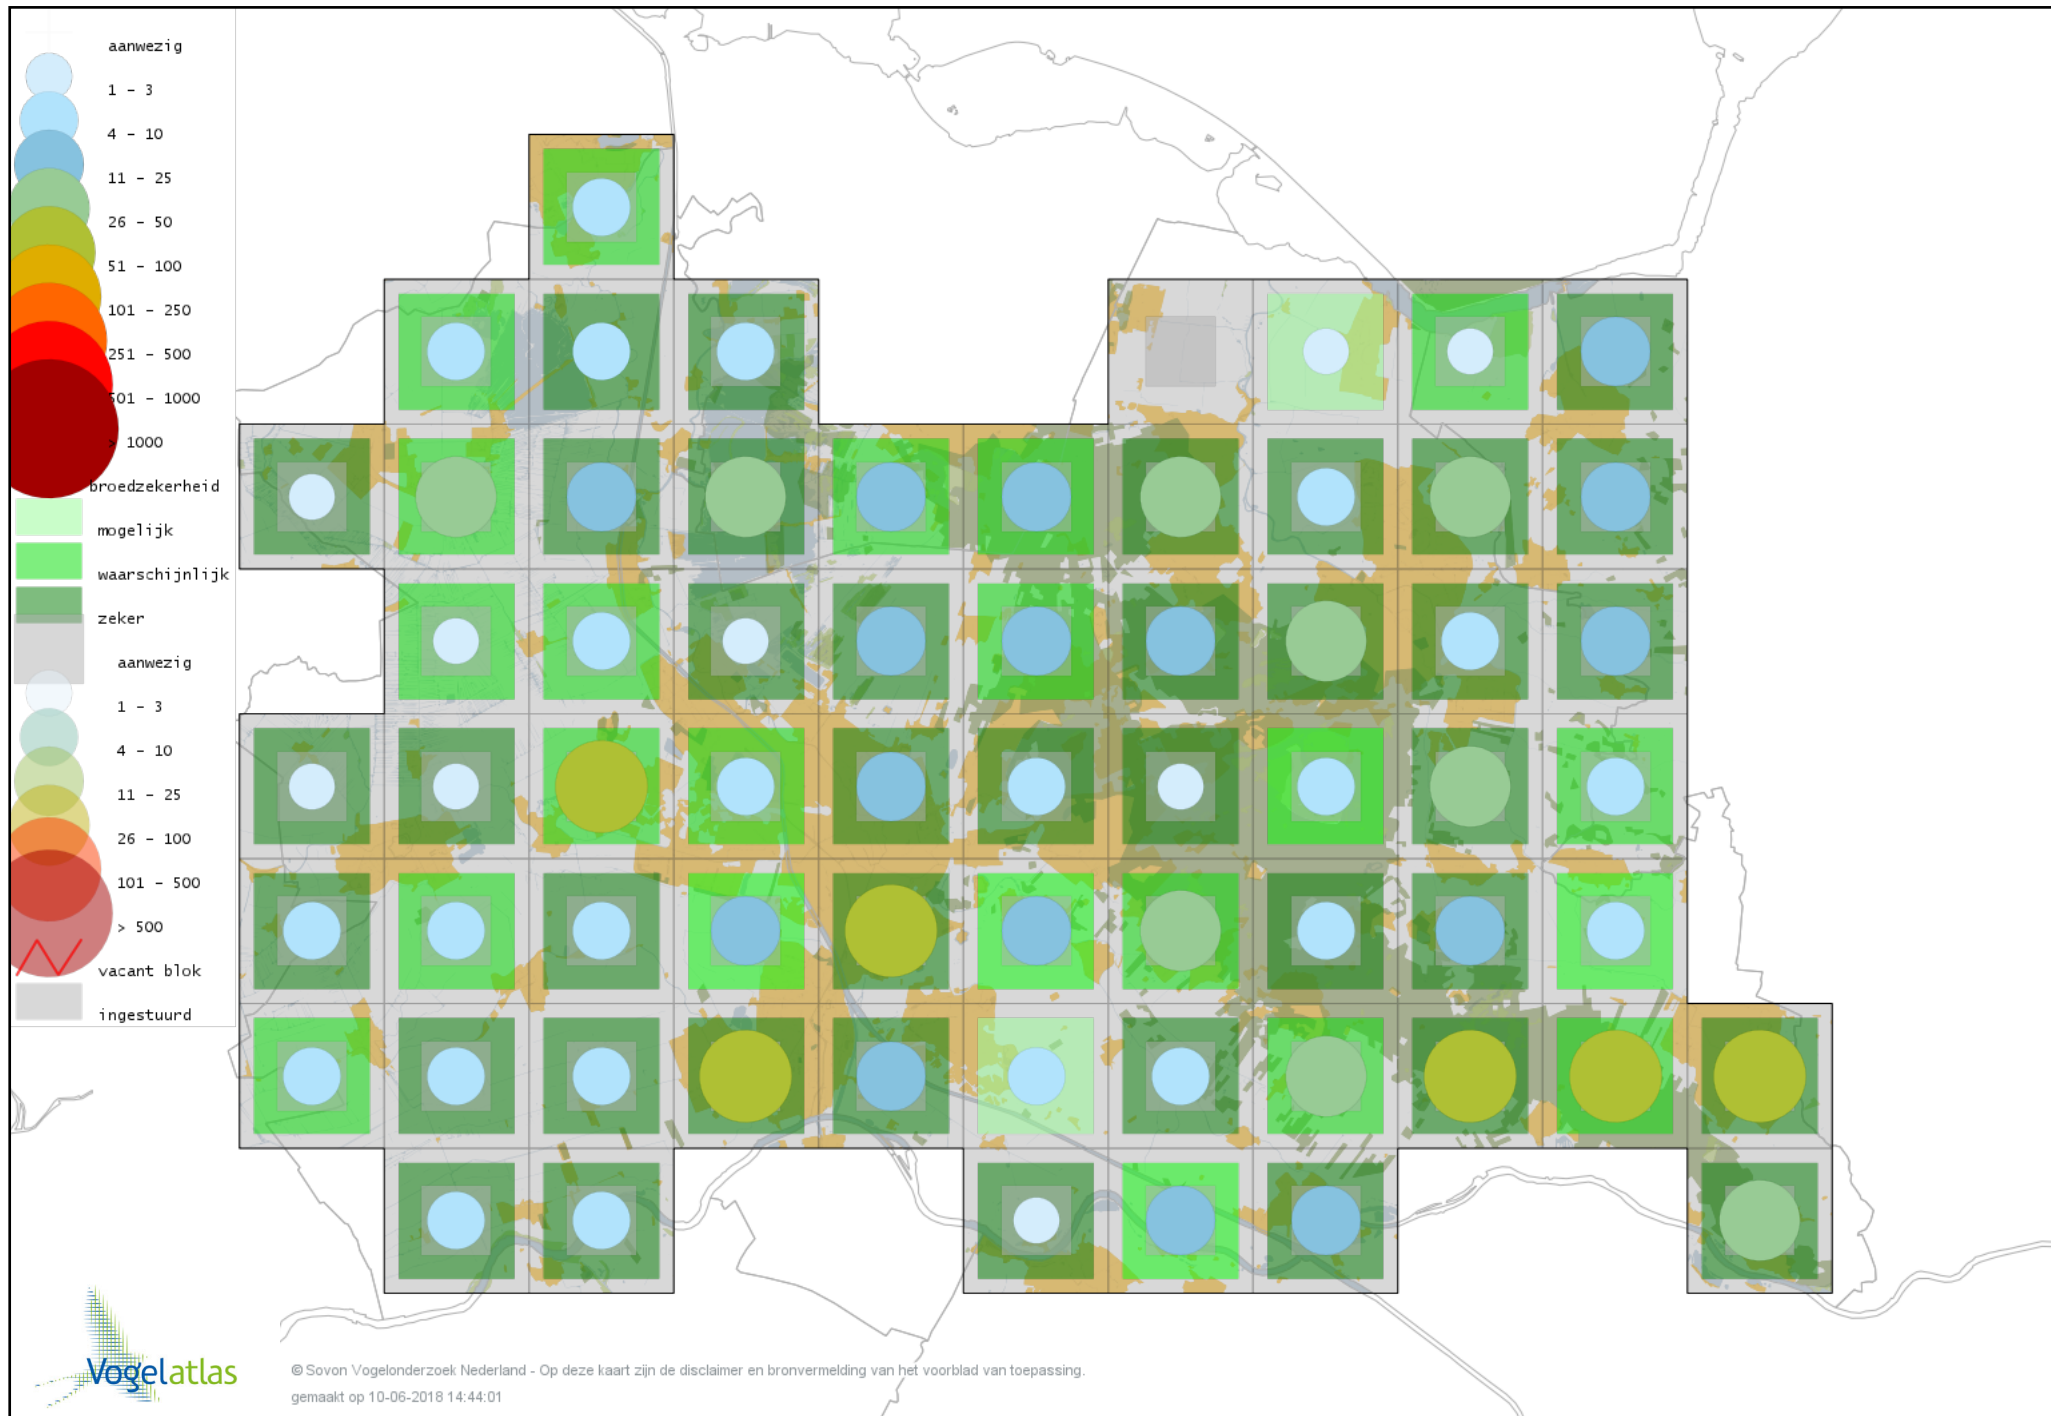 aanwezig
1 - 3
4 - 10
11 - 25
26 - 50
51 - 100
101 - 250
251 - 500
501 - 1000
> 1000
broedzekerheid
mogelijk
waarschijnlijk
zeker
aanwezig
1 - 3
4 - 10
11 - 25
26 - 100
101 - 500
> 500
vacant blok
ingestuurd
Vogelatlas
© Sovon Vogelonderzoek Nederland - Op deze kaart zijn de disclaimer en bronvermelding van het voorblad van toepassing.
gemaakt op 10-06-2018 14:44:01